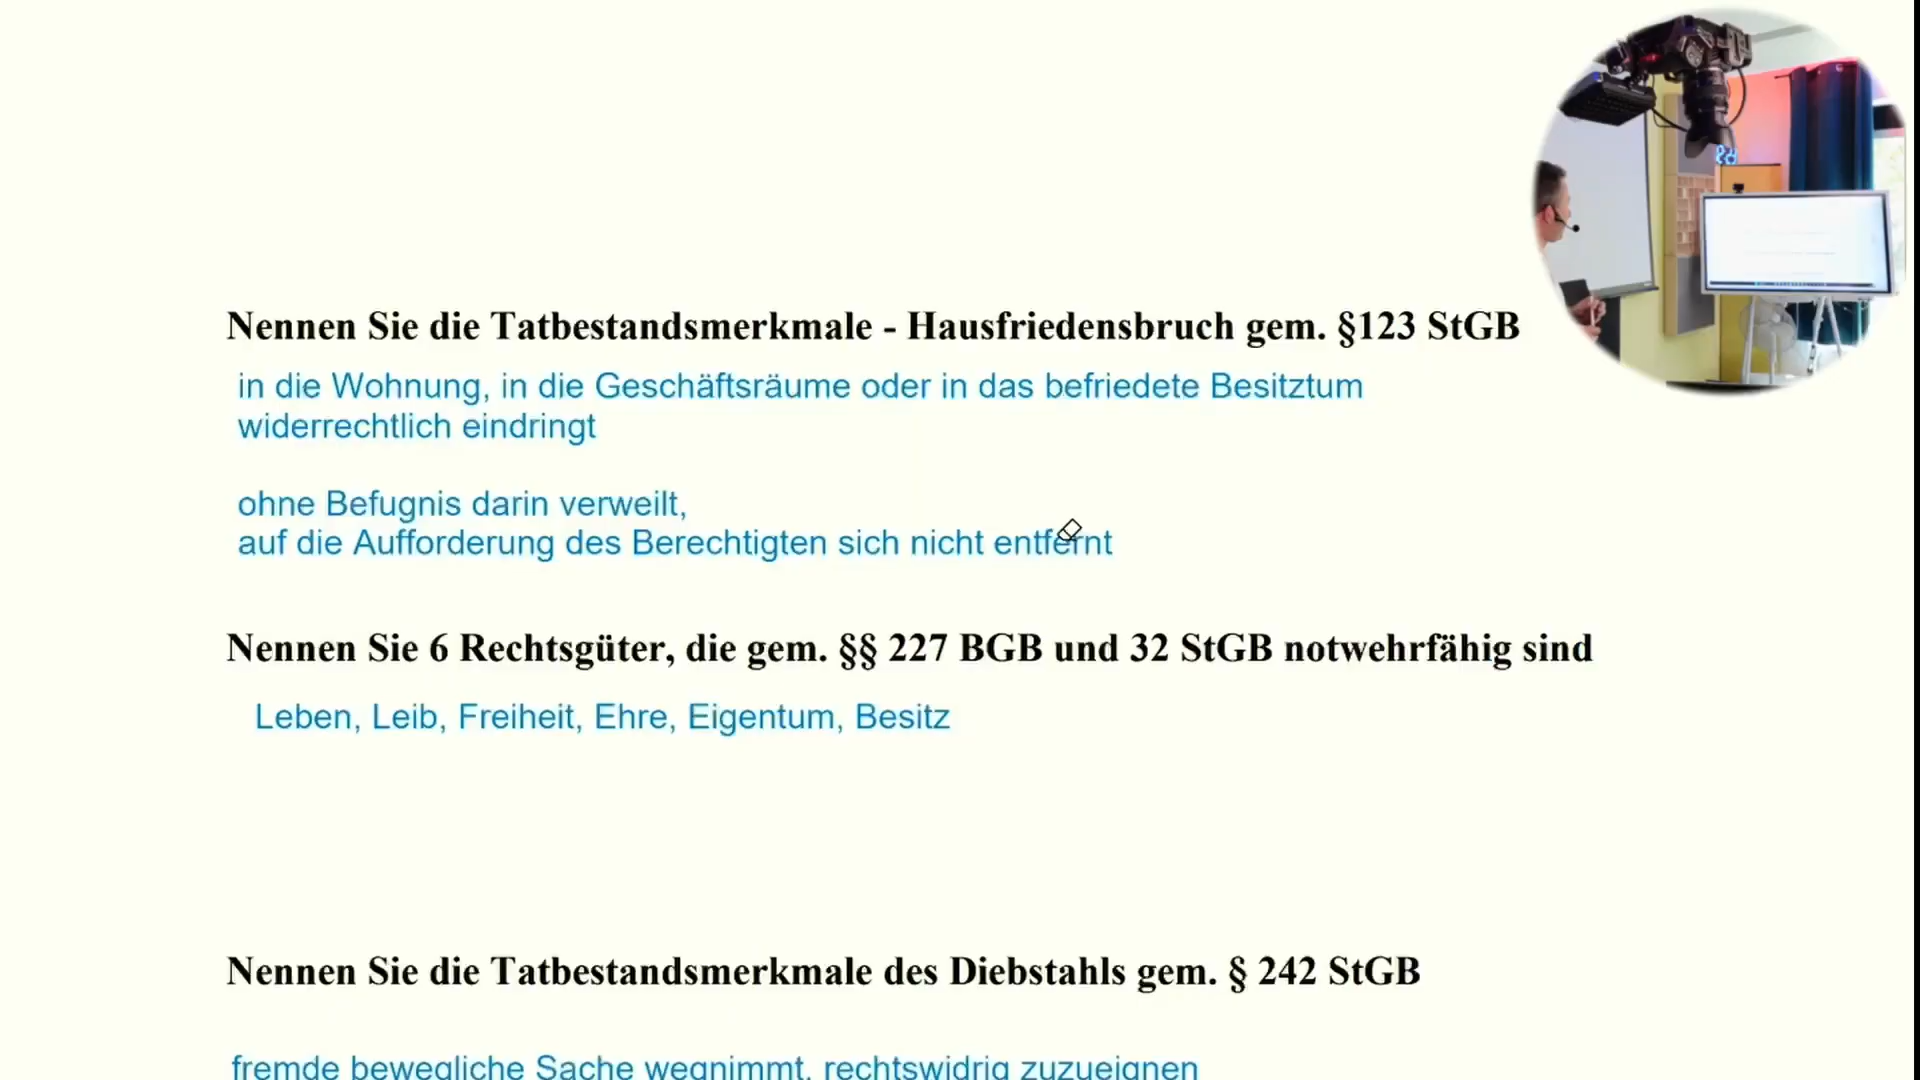 Nennen Sie die Tatbestandsmerkmale - Hausfriedensbruch gem. §123 StGB
in die Wohnung, in die Geschäftsräume oder in das befriedete Besitztum
widerrechtlich eindringt
ohne Befugnis darin verweilt,
auf die Aufforderung des Berechtigten sich nicht entfernt
Nennen Sie 6 Rechtsgüter, die gem. §§ 227 BGB und 32 StGB notwehrfähig sind
Leben, Leib, Freiheit, Ehre, Eigentum, Besitz
Nennen Sie die Tatbestandsmerkmale des Diebstahls gem. § 242 StGB
fremde bewegliche Sache wegnimmt, rechtswidrig zuzueignen